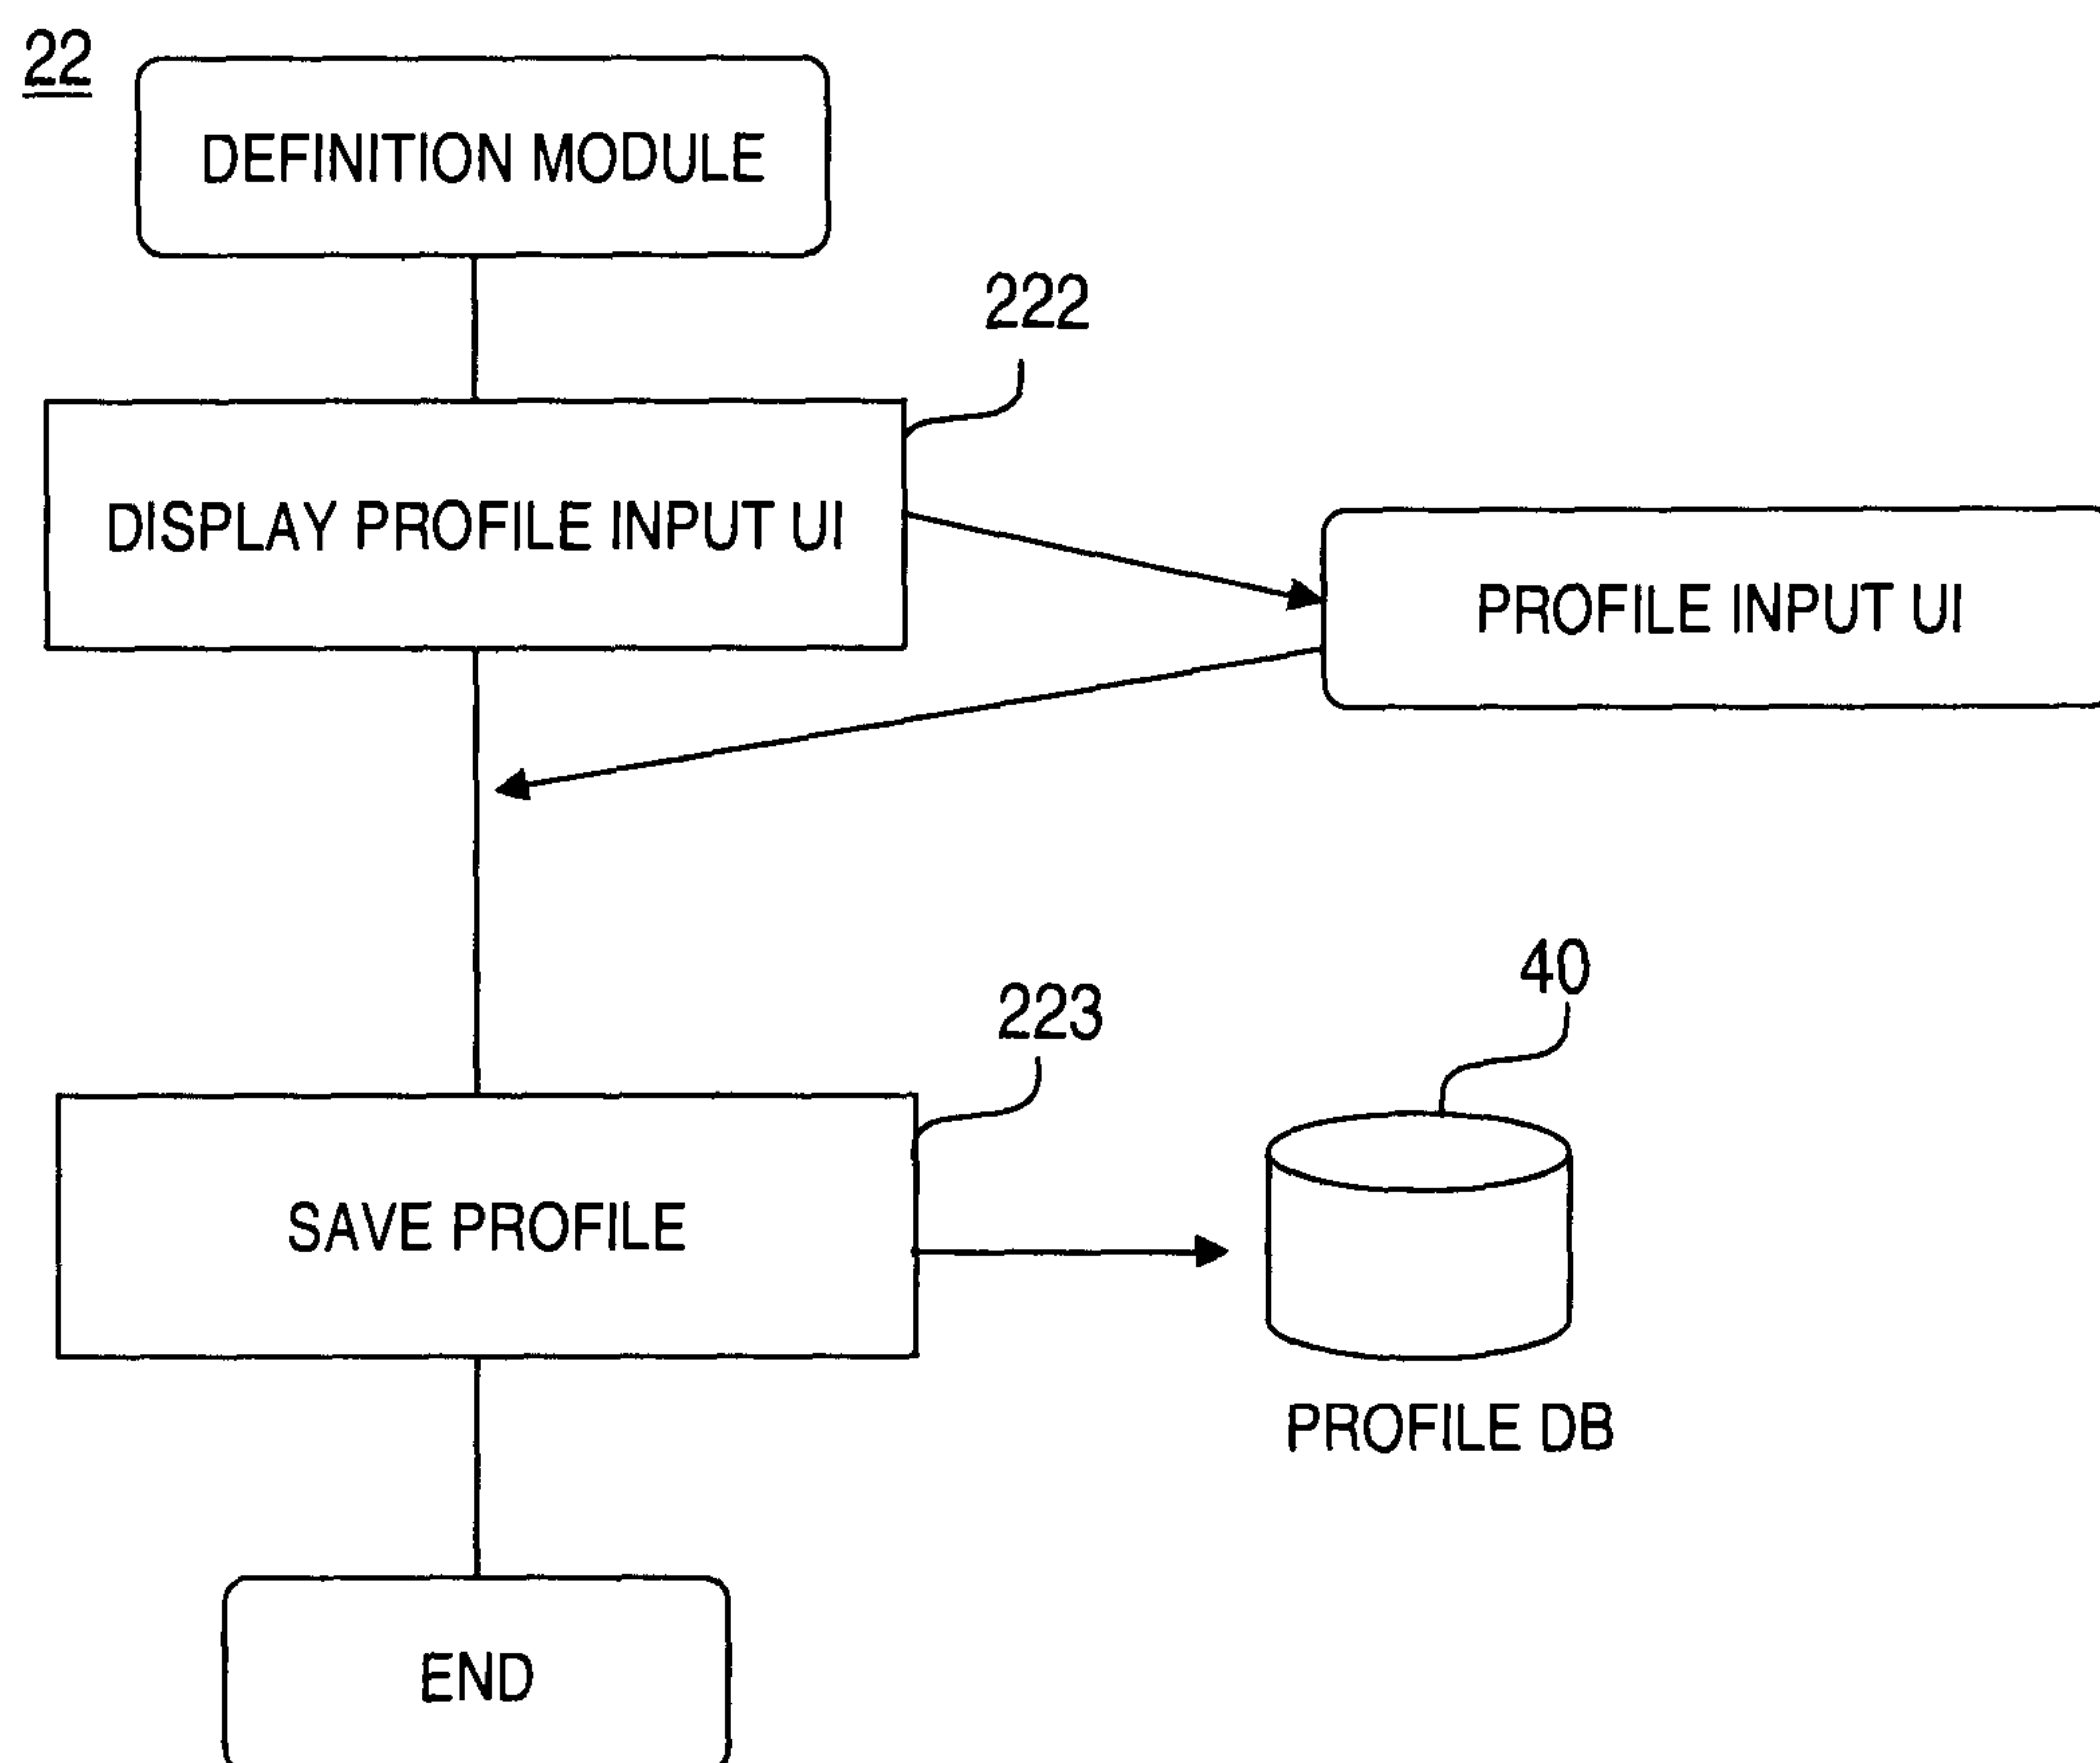 22
DEFINITION MODULE
222
DISPLAY PROFILE INPUT UI
PROFILE INPUT UI
223
40
SAVE PROFILE
PROFILE DB
END